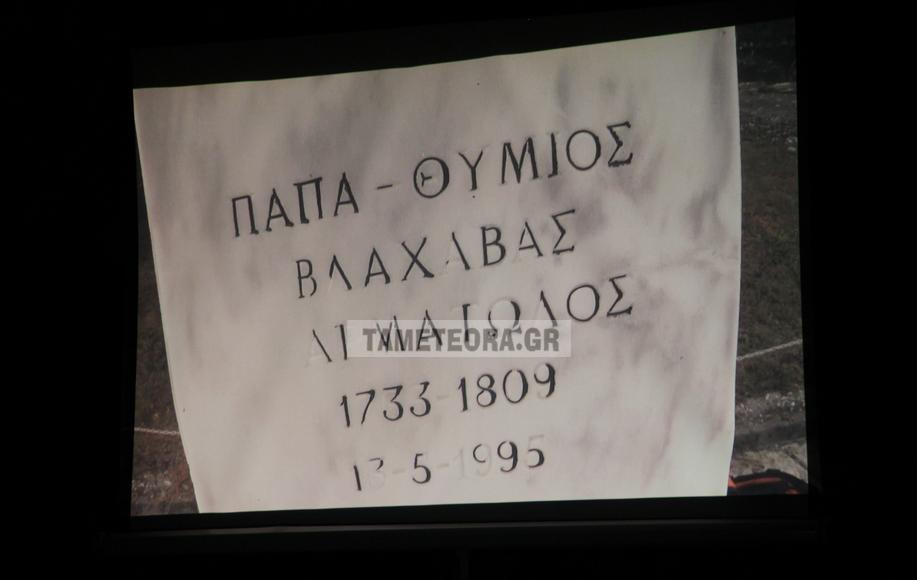 ΠΑΠΑ - ΘΥΜΙΟΣ
ΒΛΑΧΑΒΑΣ
TAMETEORA.GR
1733-1809
13-5-1995